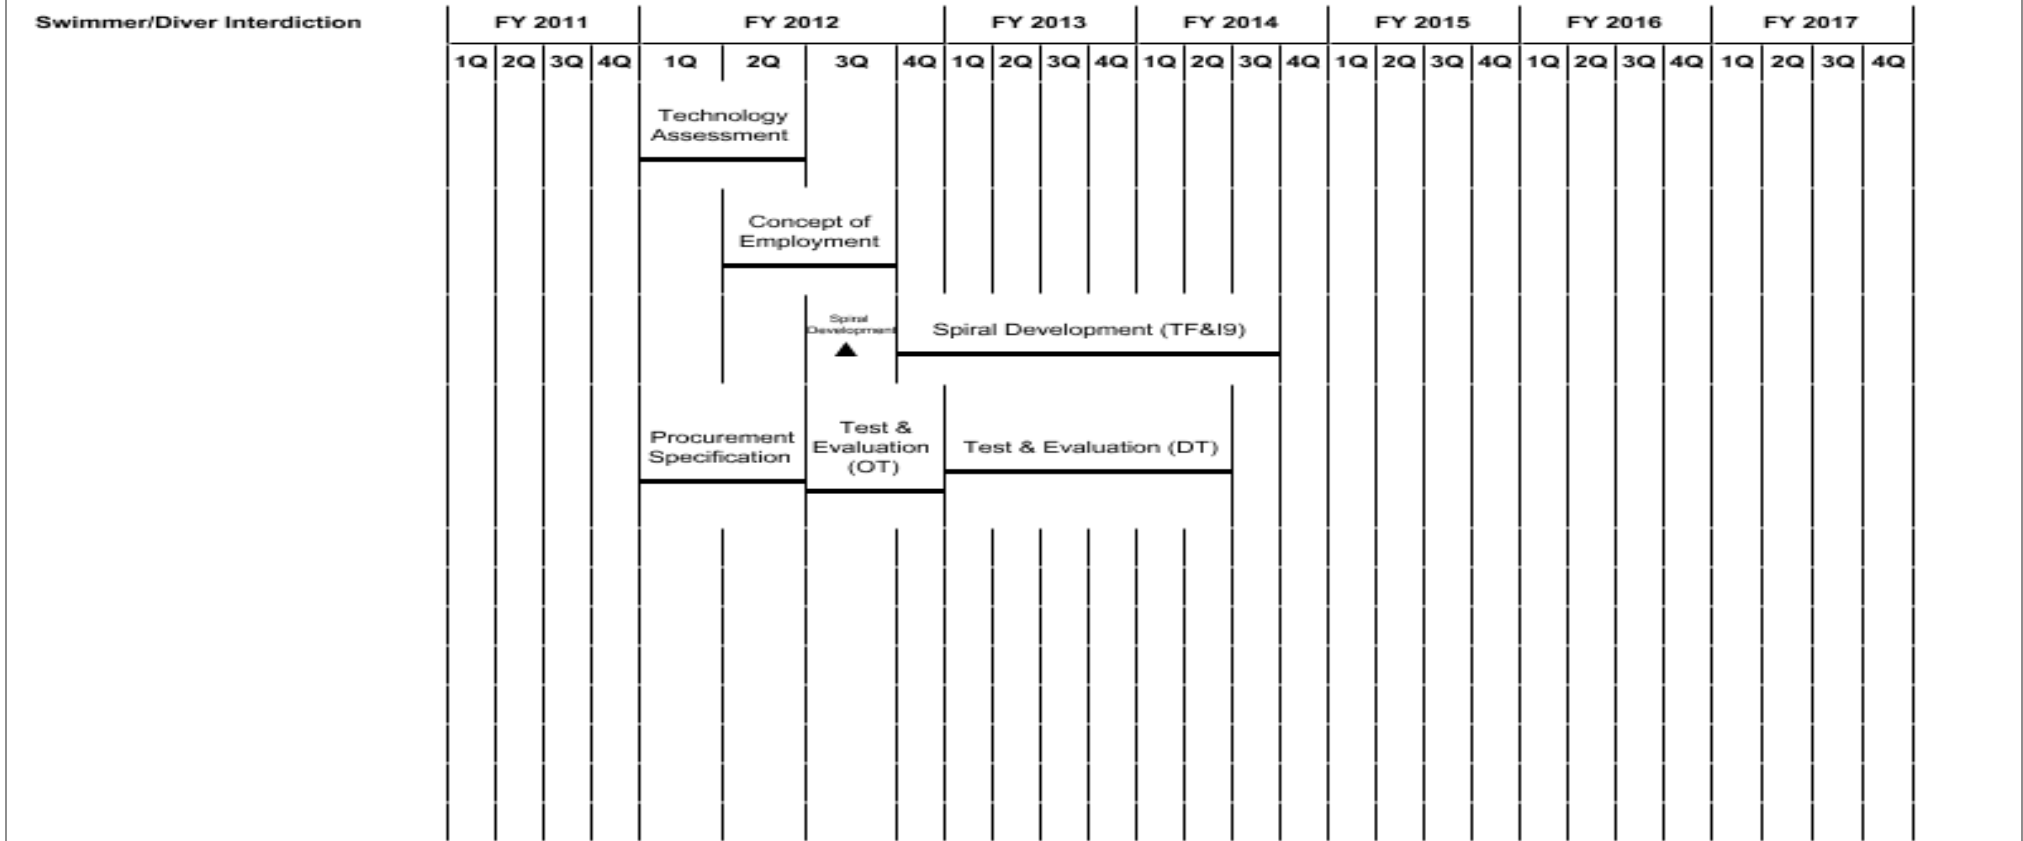 Swimmer/Diver Interdiction FY 2011 FY 2012 FY 2013 FY 2014 FY 2015 FY 2016 FY 2017
1Q 2Q 3Q 4Q 1Q 2Q 3Q 4Q 1Q 2Q 3Q 4Q 1Q 2Q 3Q 4Q 1Q 2Q 3Q 4Q 1Q 2Q 3Q 4Q 1Q 2Q 3Q 4Q
Technology
Assessment
Concept of
Employment
Spiral
Development
Spiral Development (TF&I9)
Procurement
Specification
Test &
Evaluation
(OT)
Test & Evaluation (DT)